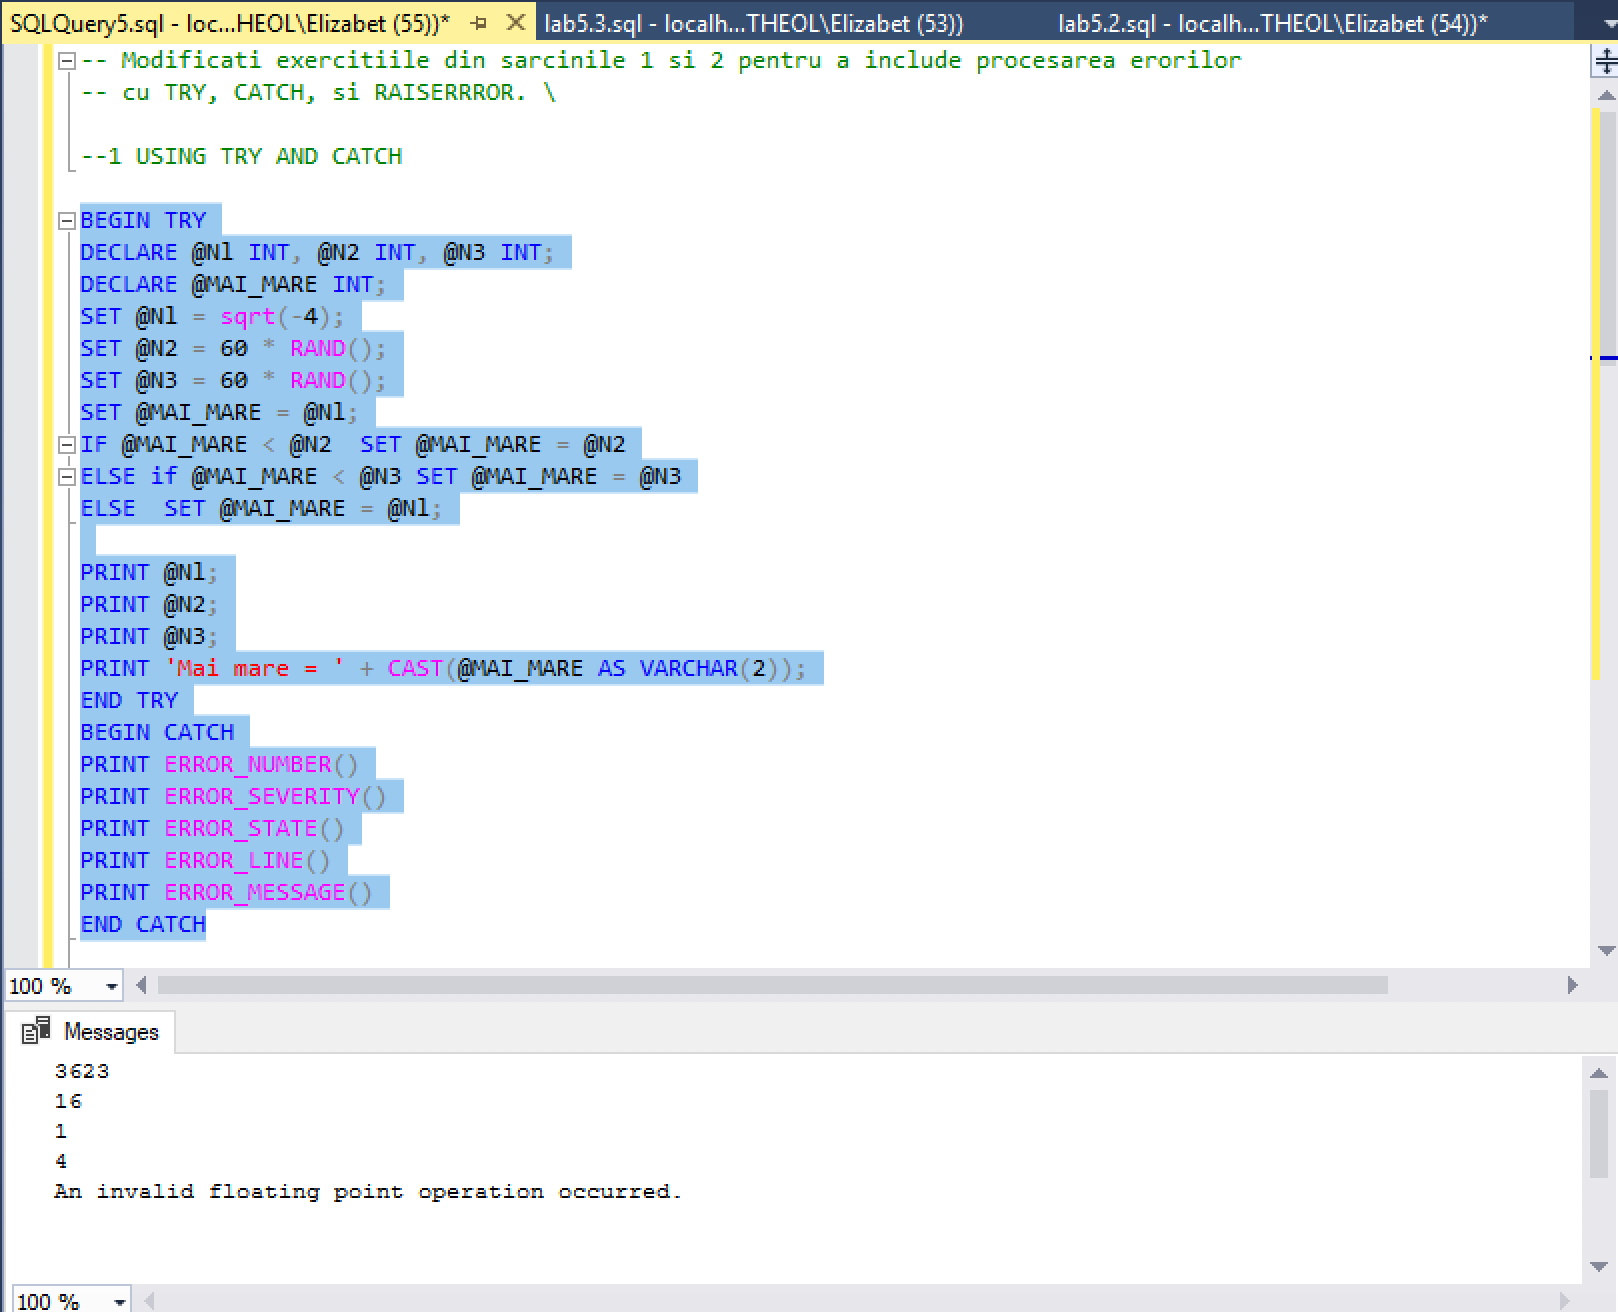 SQLQuery5.sql - loc...HEOL\Elizabet (55))* lab5.3.sql - localh...THEOL\Elizabet (53)) lab5.2.sql - localh...THEOL\Elizabet (54))*
-- Modificati exercitiile din sarcinile 1 si 2 pentru a include procesarea erorilor
-- cu TRY, CATCH, si RAISERRROR. \
--1 USING TRY AND CATCH
BEGIN TRY
DECLARE @Nl INT, @N2 INT, @N3 INT;
DECLARE @MAI_MARE INT;
SET @Nl = sqrt(-4);
SET @N2 = 60 * RAND();
SET @N3 = 60 * RAND();
SET @MAI_MARE = @Nl;
IF @MAI_MARE < @N2  SET @MAI_MARE = @N2
ELSE if @MAI_MARE < @N3 SET @MAI_MARE = @N3
ELSE  SET @MAI_MARE = @Nl;
PRINT @Nl;
PRINT @N2;
PRINT @N3;
PRINT 'Mai mare = ' + CAST(@MAI_MARE AS VARCHAR(2));
END TRY
BEGIN CATCH
PRINT ERROR_NUMBER()
PRINT ERROR_SEVERITY()
PRINT ERROR_STATE()
PRINT ERROR_LINE()
PRINT ERROR_MESSAGE()
END CATCH
100 %
Messages
3623
16
1
4
An invalid floating point operation occurred.
100 %